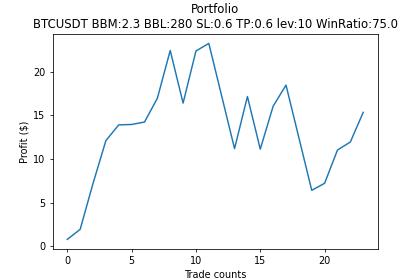 Portfolio
BTCUSDT BBM:2.3 BBL:280 SL:0.6 TP:0.6 lev:10 WinRatio:75.0
20
15
10
5
0
Profit ($)
0 5 10 15 20
Trade counts